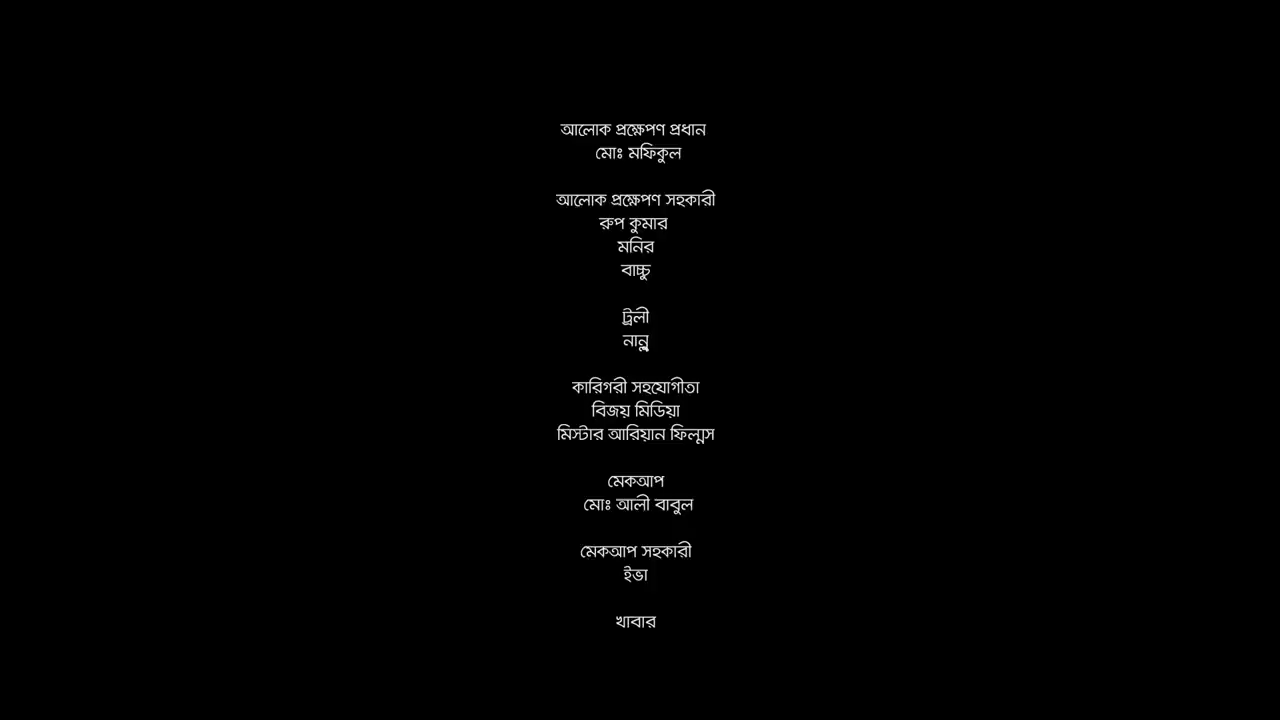 আলোক প্রক্ষেপণ প্রধান
মোঃ মফিকুল
আলোক প্রক্ষেপণ সহকারী
রুপ কুমার
মনির
বাচ্চু
ট্রলী
নান্নু
কারিগরী সহযোগীতা
বিজয় মিডিয়া
মিস্টার আরিয়ান ফিল্মস
মেকআপ
মোঃ আলী বাবুল
মেকআপ সহকারী
ইভা
খাবার